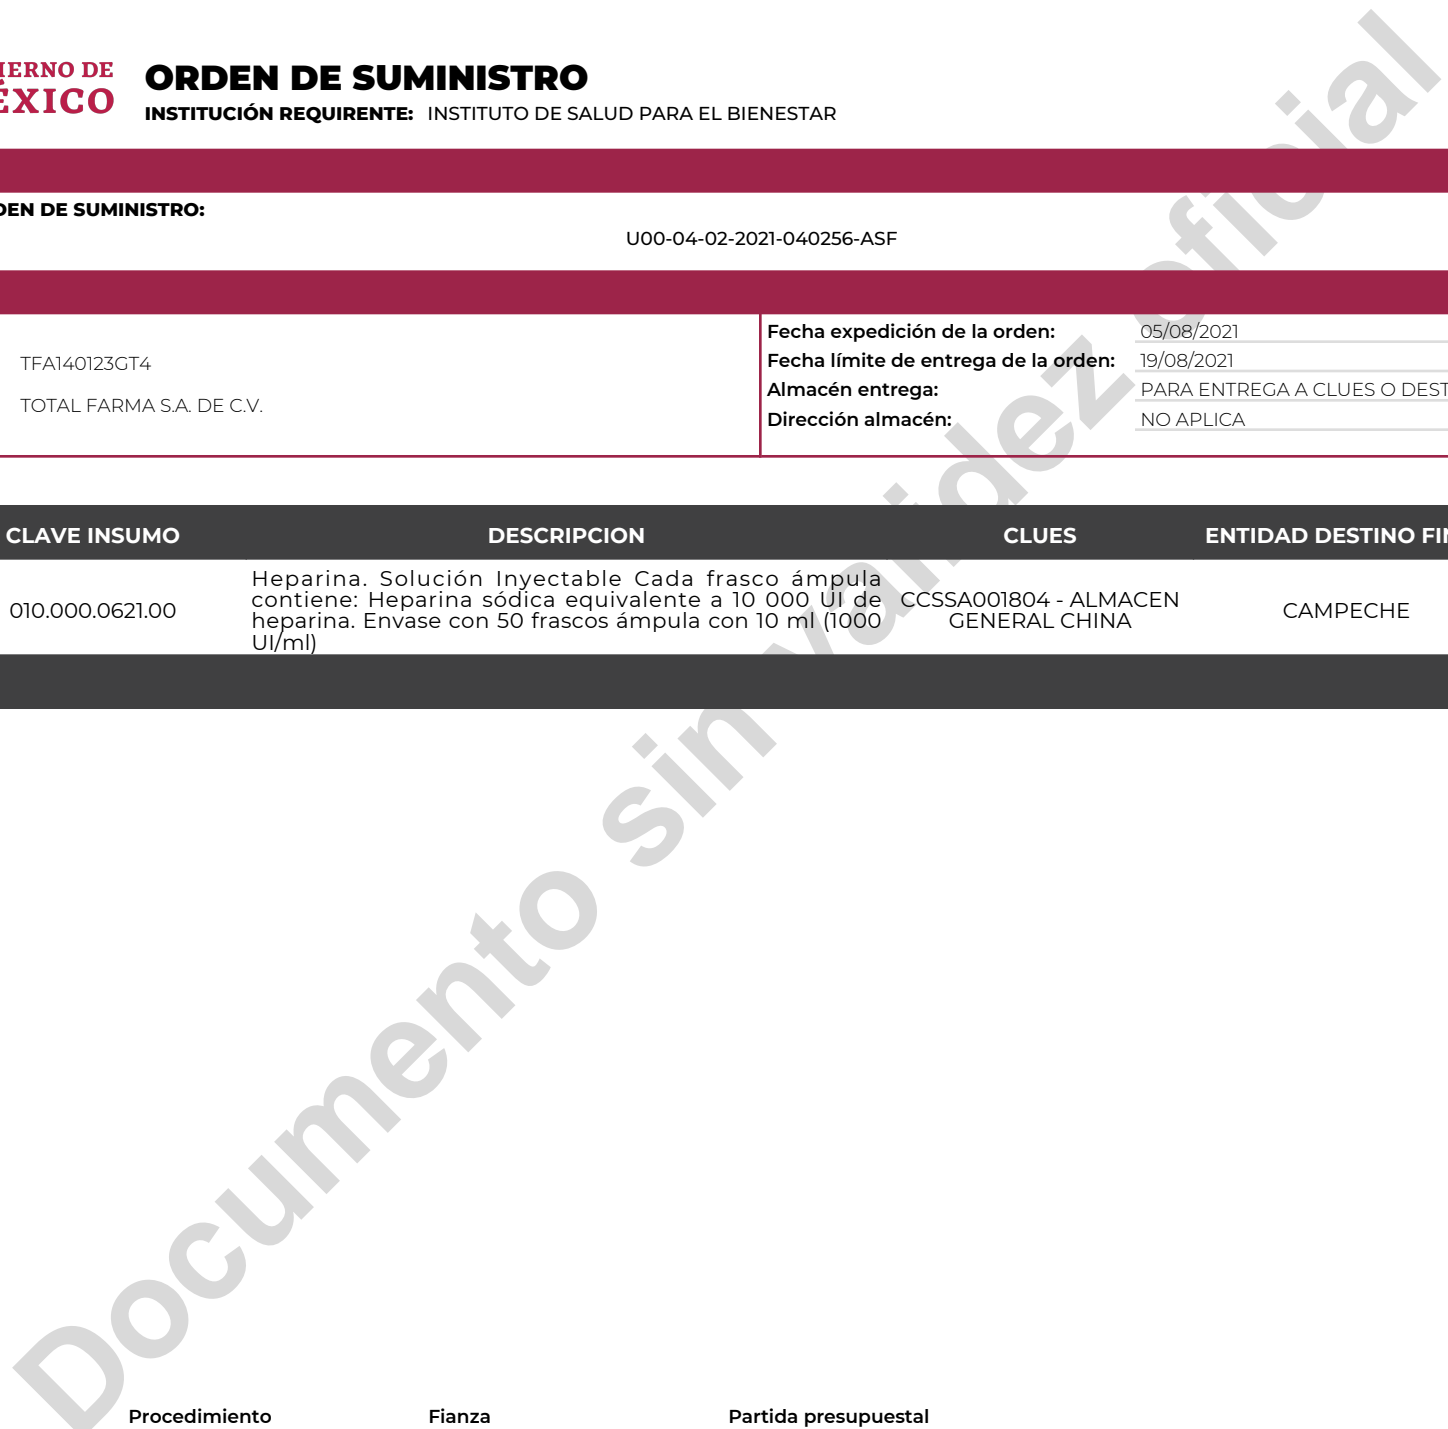 IERNO DE
ÉXICO
ORDEN DE SUMINISTRO
INSTITUCIÓN REQUIRENTE: INSTITUTO DE SALUD PARA EL BIENESTAR
DEN DE SUMINISTRO:
U00-04-02-2021-040256-ASF
TFA140123GT4
TOTAL FARMA S.A. DE C.V.
Fecha expedición de la orden: 05/08/2021
Fecha límite de entrega de la orden: 19/08/2021
Almacén entrega: PARA ENTREGA A CLUES O DEST
Dirección almacén: NO APLICA
CLAVE INSUMO DESCRIPCION CLUES ENTIDAD DESTINO FIN
010.000.0621.00
Heparina. Solución Inyectable Cada frasco ámpula
contiene: Heparina sódica equivalente a 10 000 UI de
heparina. Envase con 50 frascos ámpula con 10 ml (1000
UI/ml)
CCSSA001804 - ALMACEN
GENERAL CHINA
CAMPECHE
Documento sin validez oficial
Procedimiento Fianza Partida presupuestal